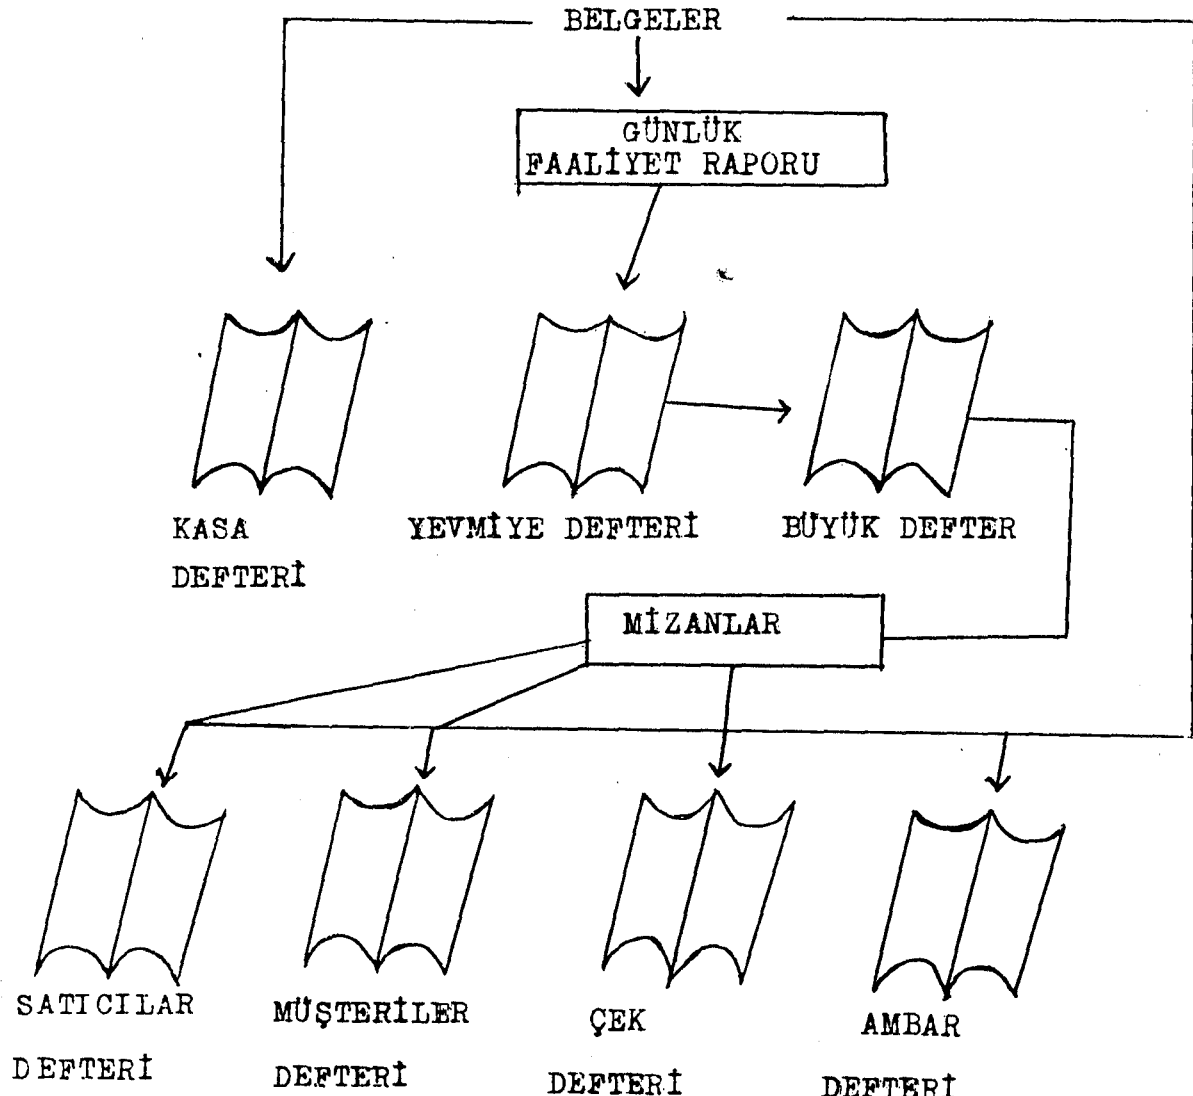 BELGELER
GÜNLÜK
FAALİYET RAPORU
KASA
DEFTERİ
YEVMİYE DEFTERİ
BÜYÜK DEFTER
MİZANLAR
SATICILAR
DEFTERİ
MÜŞTERİLER
DEFTERİ
ÇEK
DEFTERİ
AMBAR
DEFTERİ